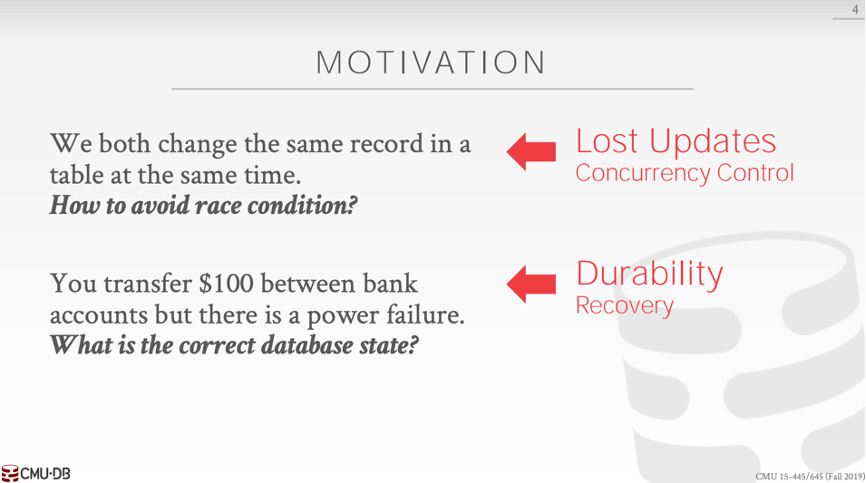 4
MOTIVATION
We both change the same record in a
table at the same time.
How to avoid race condition?
Lost Updates
Concurrency Control
You transfer $100 between bank
accounts but there is a power failure.
What is the correct database state?
Durability
Recovery
CMU·DB
CMU 15-445/645 (Fall 2019)